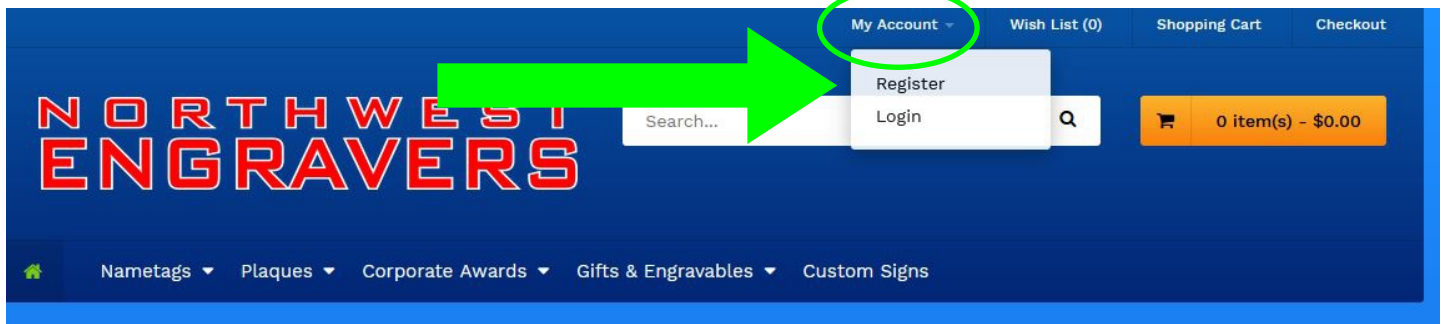 My Account Wish List (0) Shopping Cart Checkout
Register
Login
NORTHWEST
ENGRAVERS
Search...
0 item(s) - $0.00
Nametags Plaques Corporate Awards Gifts & Engravables Custom Signs